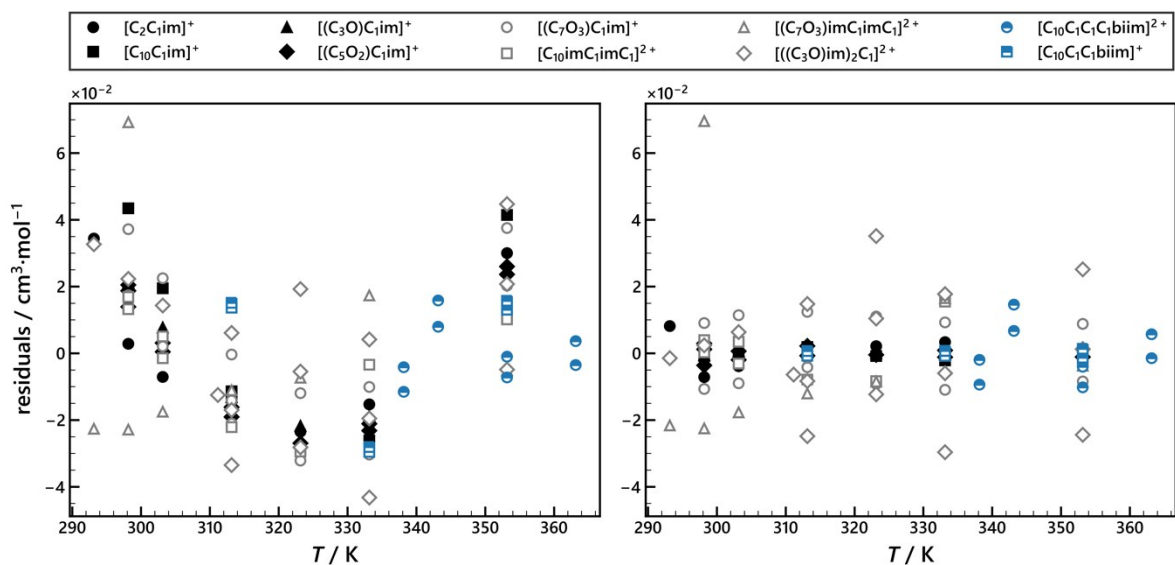 [C₂C₁im]⁺ [(C₃O)C₁im]⁺ [(C₇O₃)C₁im]⁺ [(C₇O₃)imC₁imC₁]²⁺ [C₁₀C₁C₁C₁biim]²⁺
[C₁₀C₁im]⁺ [(C₅O₂)C₁im]⁺ [C₁₀imC₁imC₁]²⁺ [((C₃O)im)₂C₁]²⁺ [C₁₀C₁C₁biim]⁺
×10⁻²
6
4
2
0
−2
−4
residuals / cm³·mol⁻¹
290 300 310 320 330 340 350 360
T / K
×10⁻²
6
4
2
0
−2
−4
290 300 310 320 330 340 350 360
T / K